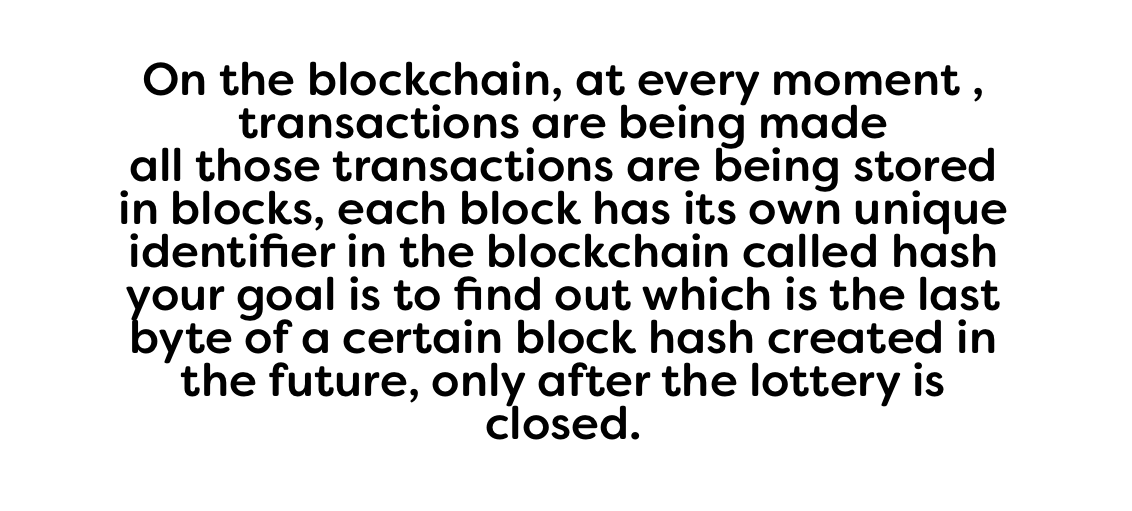 On the blockchain, at every moment ,
transactions are being made
all those transactions are being stored
in blocks, each block has its own unique
identifier in the blockchain called hash
your goal is to find out which is the last
byte of a certain block hash created in
the future, only after the lottery is
closed.